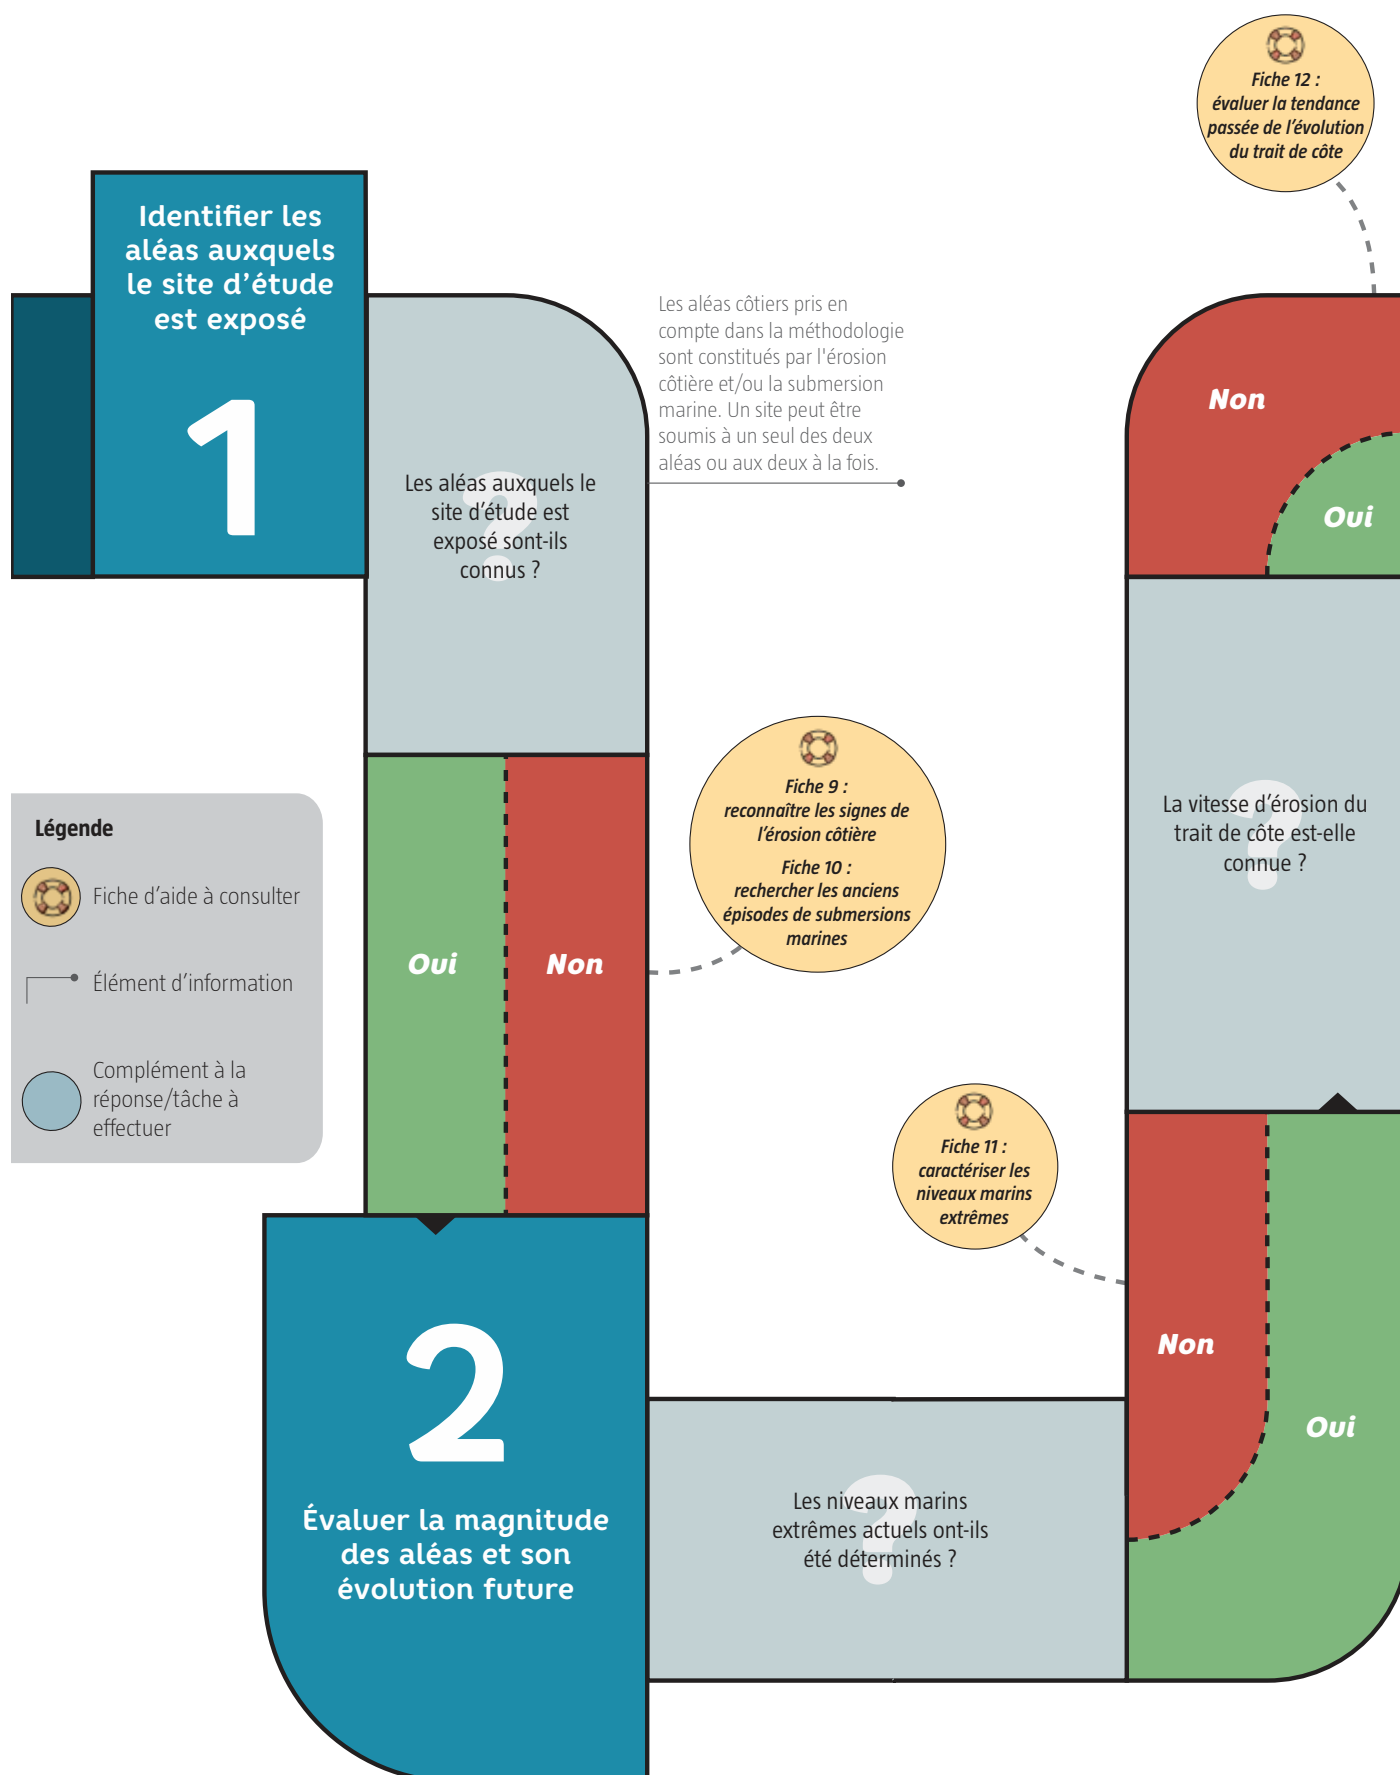 Fiche 12 :
évaluer la tendance
passée de l'évolution
du trait de côte
Identifier les
aléas auxquels
le site d'étude
est exposé
1
?
Les aléas auxquels le
site d'étude est
exposé sont-ils
connus ?
Les aléas côtiers pris en
compte dans la méthodologie
sont constitués par l'érosion
côtière et/ou la submersion
marine. Un site peut être
soumis à un seul des deux
aléas ou aux deux à la fois.
Non
Oui
Légende
Fiche d'aide à consulter
Élément d'information
Complément à la
réponse/tâche à
effectuer
Oui
Non
Fiche 9 :
reconnaître les signes de
l'érosion côtière
Fiche 10 :
rechercher les anciens
épisodes de submersions
marines
?
La vitesse d'érosion du
trait de côte est-elle
connue ?
Fiche 11 :
caractériser les
niveaux marins
extrêmes
Non
Oui
2
Évaluer la magnitude
des aléas et son
évolution future
?
Les niveaux marins
extrêmes actuels ont-ils
été déterminés ?